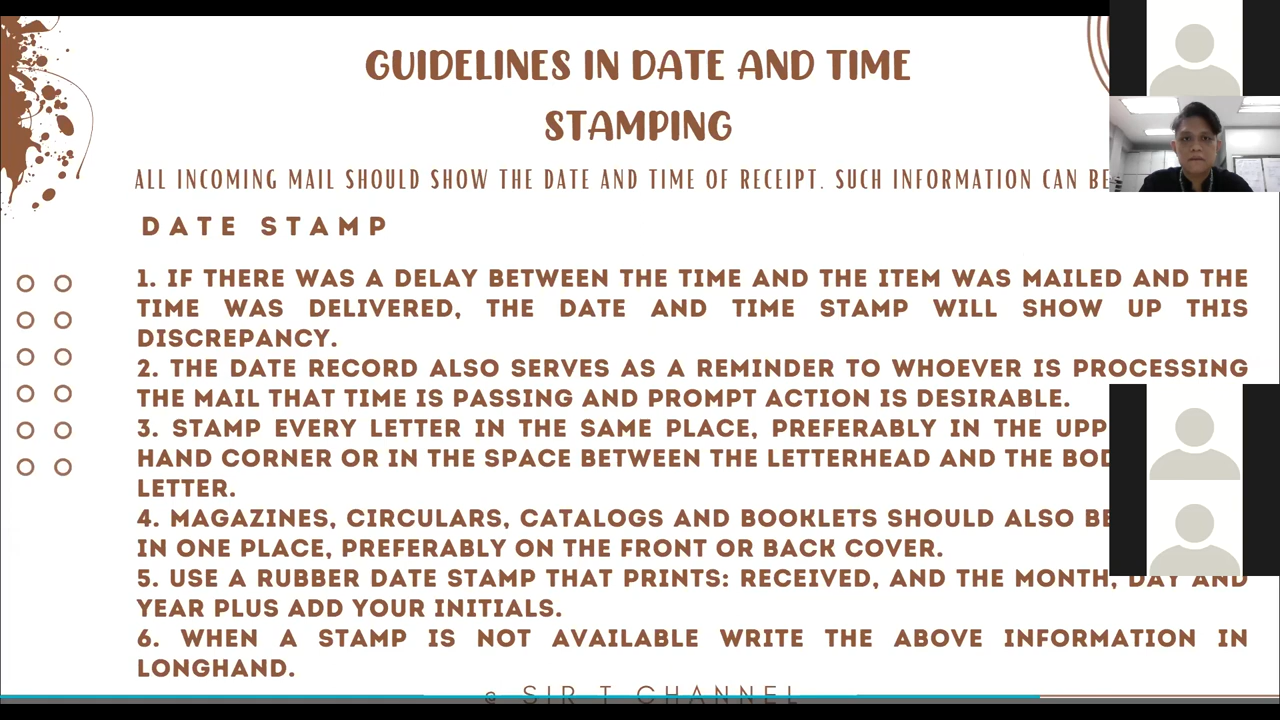 GUIDELINES IN DATE AND TIME
STAMPING
ALL INCOMING MAIL SHOULD SHOW THE DATE AND TIME OF RECEIPT. SUCH INFORMATION CAN BE
DATE STAMP
1. IF THERE WAS A DELAY BETWEEN THE TIME AND THE ITEM WAS MAILED AND THE
TIME WAS DELIVERED, THE DATE AND TIME STAMP WILL SHOW UP THIS
DISCREPANCY.
2. THE DATE RECORD ALSO SERVES AS A REMINDER TO WHOEVER IS PROCESSING
THE MAIL THAT TIME IS PASSING AND PROMPT ACTION IS DESIRABLE.
3. STAMP EVERY LETTER IN THE SAME PLACE, PREFERABLY IN THE
HAND CORNER OR IN THE SPACE BETWEEN THE LETTERHEAD AND THE
LETTER.
4. MAGAZINES, CIRCULARS, CATALOGS AND BOOKLETS SHOULD ALSO BE
IN ONE PLACE, PREFERABLY ON THE FRONT OR BACK COVER.
5. USE A RUBBER DATE STAMP THAT PRINTS: RECEIVED, AND THE MONTH, DAY AND
YEAR PLUS ADD YOUR INITIALS.
6. WHEN A STAMP IS NOT AVAILABLE WRITE THE ABOVE INFORMATION IN
LONGHAND.
@ SIR T CHANNEL